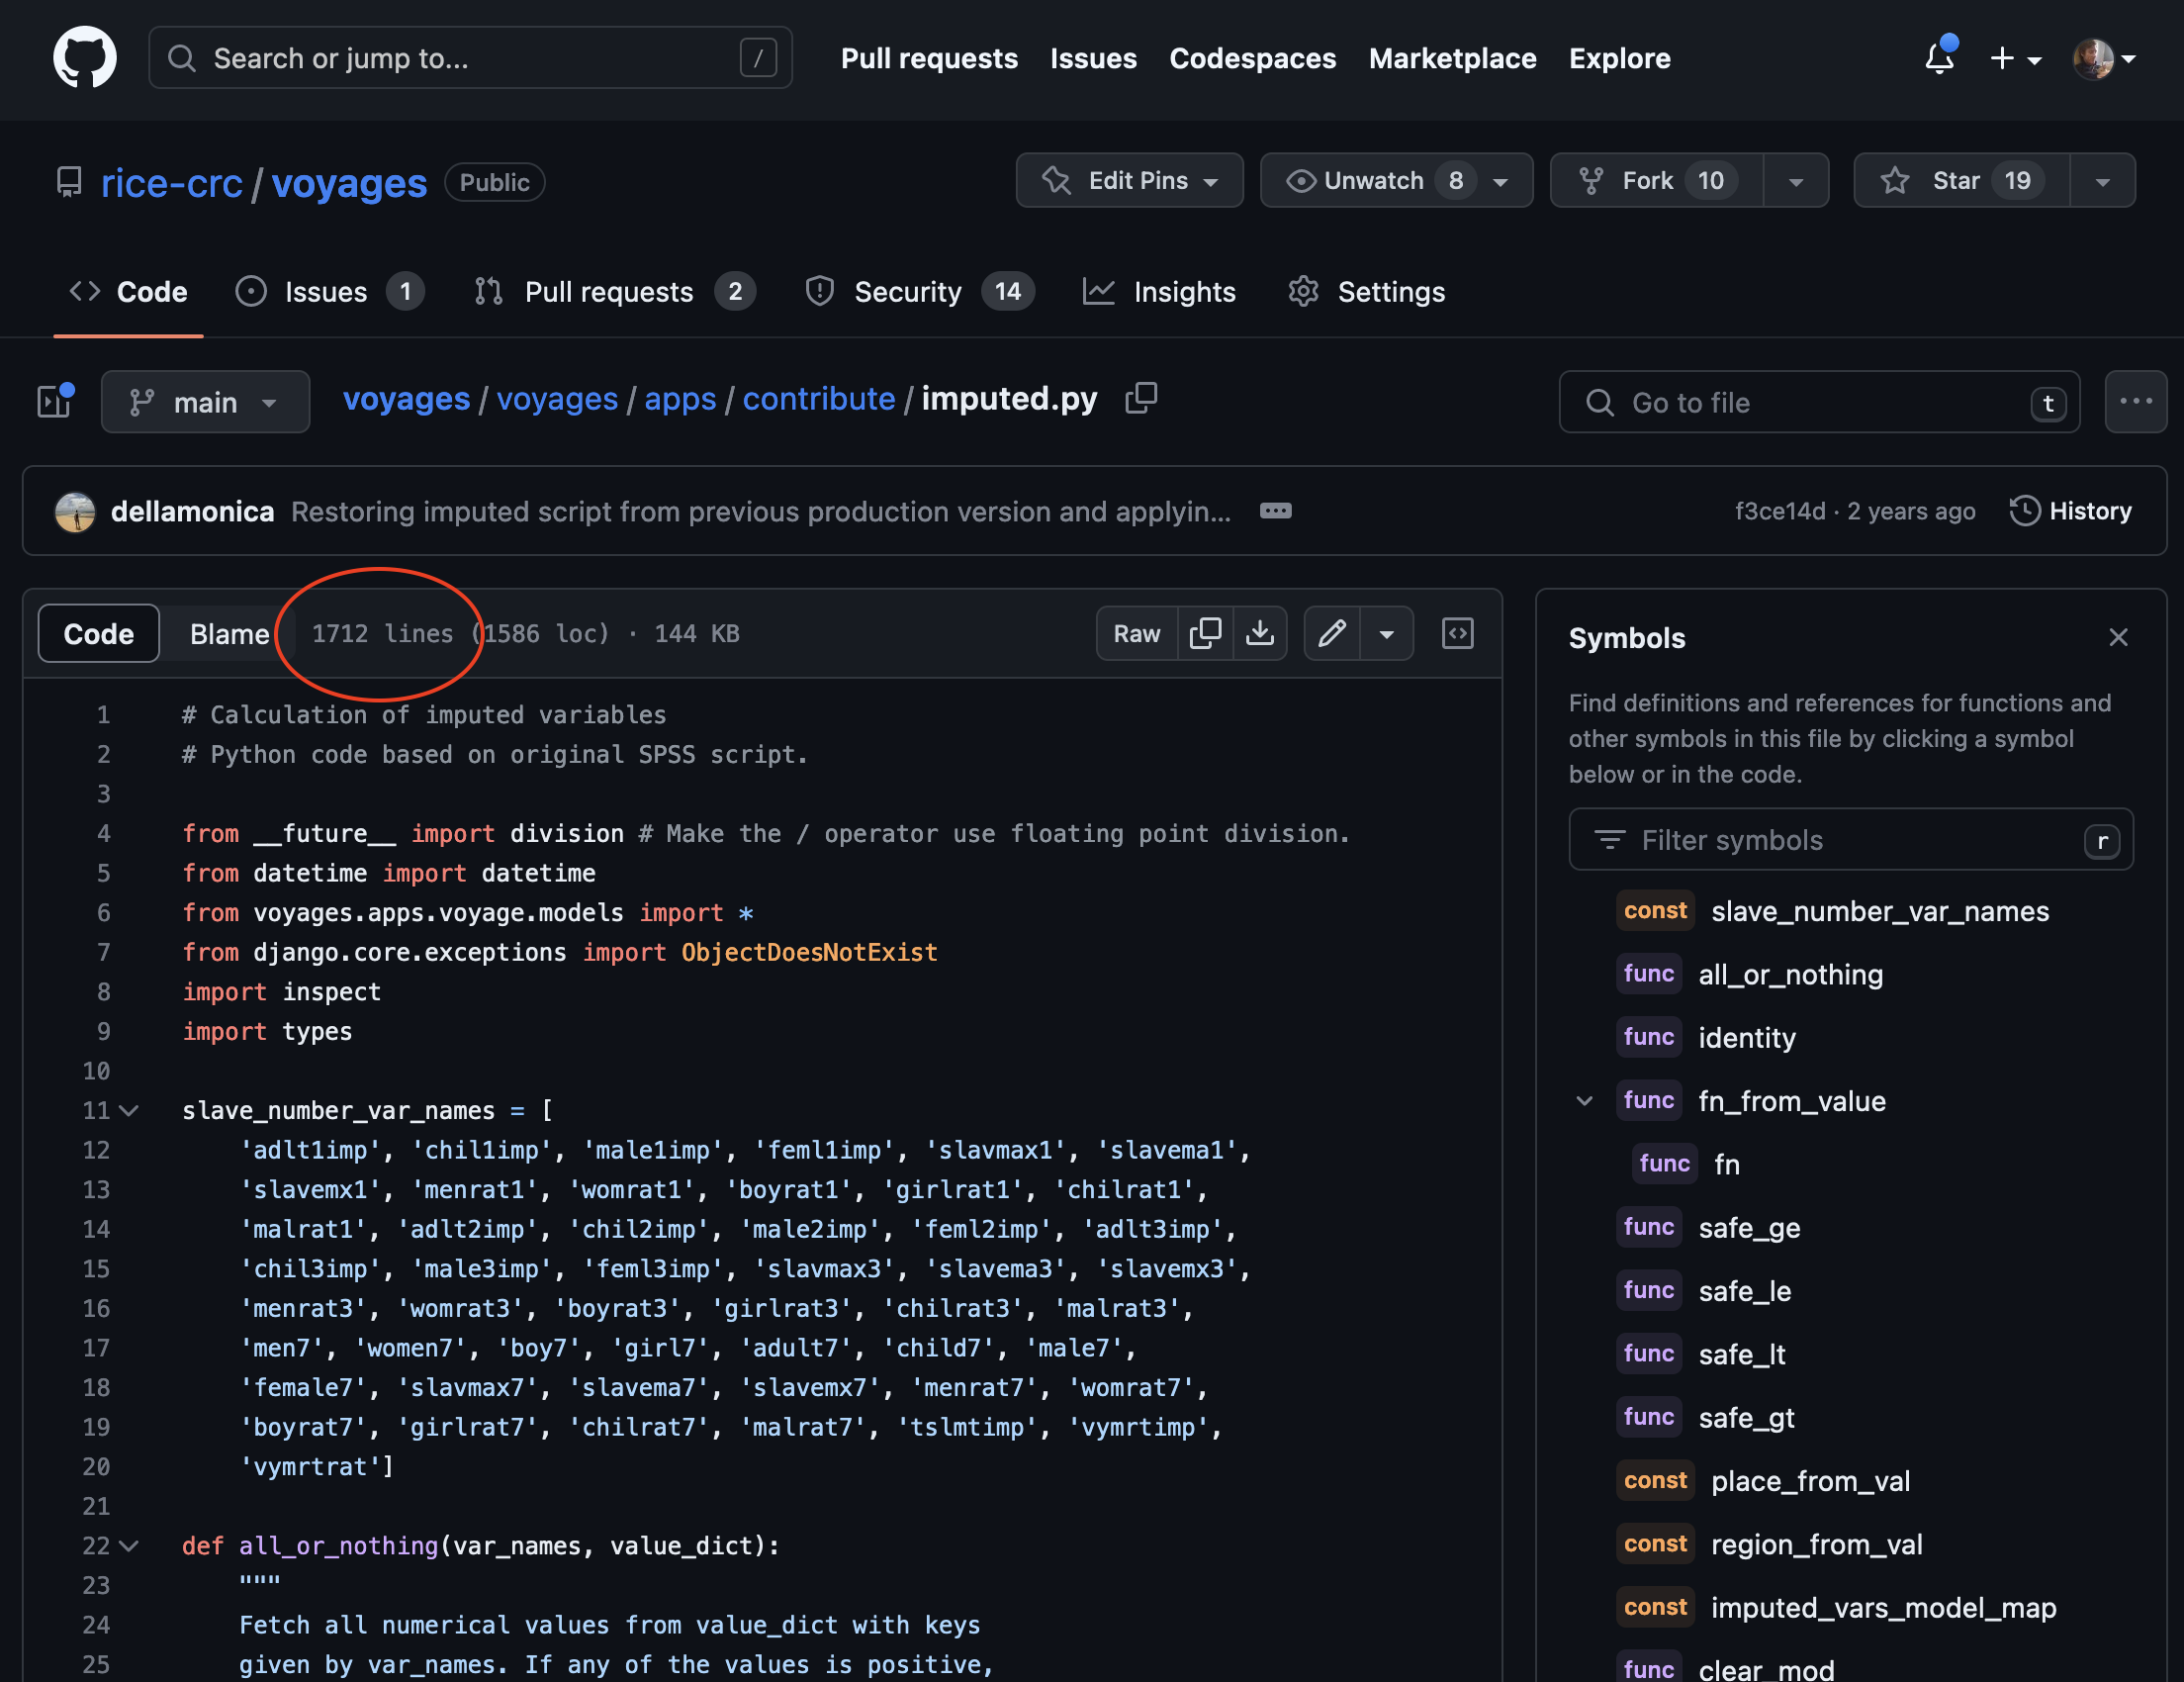 Search or jump to... /
Pull requests Issues Codespaces Marketplace Explore
rice-crc / voyages Public
Edit Pins Unwatch 8 Fork 10 Star 19
Code Issues 1 Pull requests 2 Security 14 Insights Settings
main voyages / voyages / apps / contribute / imputed.py Go to file t
dellamonica Restoring imputed script from previous production version and applyin... f3ce14d · 2 years ago History
Code Blame 1712 lines (1586 loc) · 144 KB Raw
1 # Calculation of imputed variables
2 # Python code based on original SPSS script.
3
4 from __future__ import division # Make the / operator use floating point division.
5 from datetime import datetime
6 from voyages.apps.voyage.models import *
7 from django.core.exceptions import ObjectDoesNotExist
8 import inspect
9 import types
10
11 slave_number_var_names = [
12 'adlt1imp', 'chil1imp', 'male1imp', 'feml1imp', 'slavmax1', 'slavema1',
13 'slavemx1', 'menrat1', 'womrat1', 'boyrat1', 'girlrat1', 'chilrat1',
14 'malrat1', 'adlt2imp', 'chil2imp', 'male2imp', 'feml2imp', 'adlt3imp',
15 'chil3imp', 'male3imp', 'feml3imp', 'slavmax3', 'slavema3', 'slavemx3',
16 'menrat3', 'womrat3', 'boyrat3', 'girlrat3', 'chilrat3', 'malrat3',
17 'men7', 'women7', 'boy7', 'girl7', 'adult7', 'child7', 'male7',
18 'female7', 'slavmax7', 'slavema7', 'slavemx7', 'menrat7', 'womrat7',
19 'boyrat7', 'girlrat7', 'chilrat7', 'malrat7', 'tslmtimp', 'vymrtimp',
20 'vymrtrat']
21
22 def all_or_nothing(var_names, value_dict):
23 """
24 Fetch all numerical values from value_dict with keys
25 given by var_names. If any of the values is positive,
Symbols
Find definitions and references for functions and
other symbols in this file by clicking a symbol
below or in the code.
Filter symbols r
const slave_number_var_names
func all_or_nothing
func identity
func fn_from_value
func fn
func safe_ge
func safe_le
func safe_lt
func safe_gt
const place_from_val
const region_from_val
const imputed_vars_model_map
func clear_mod